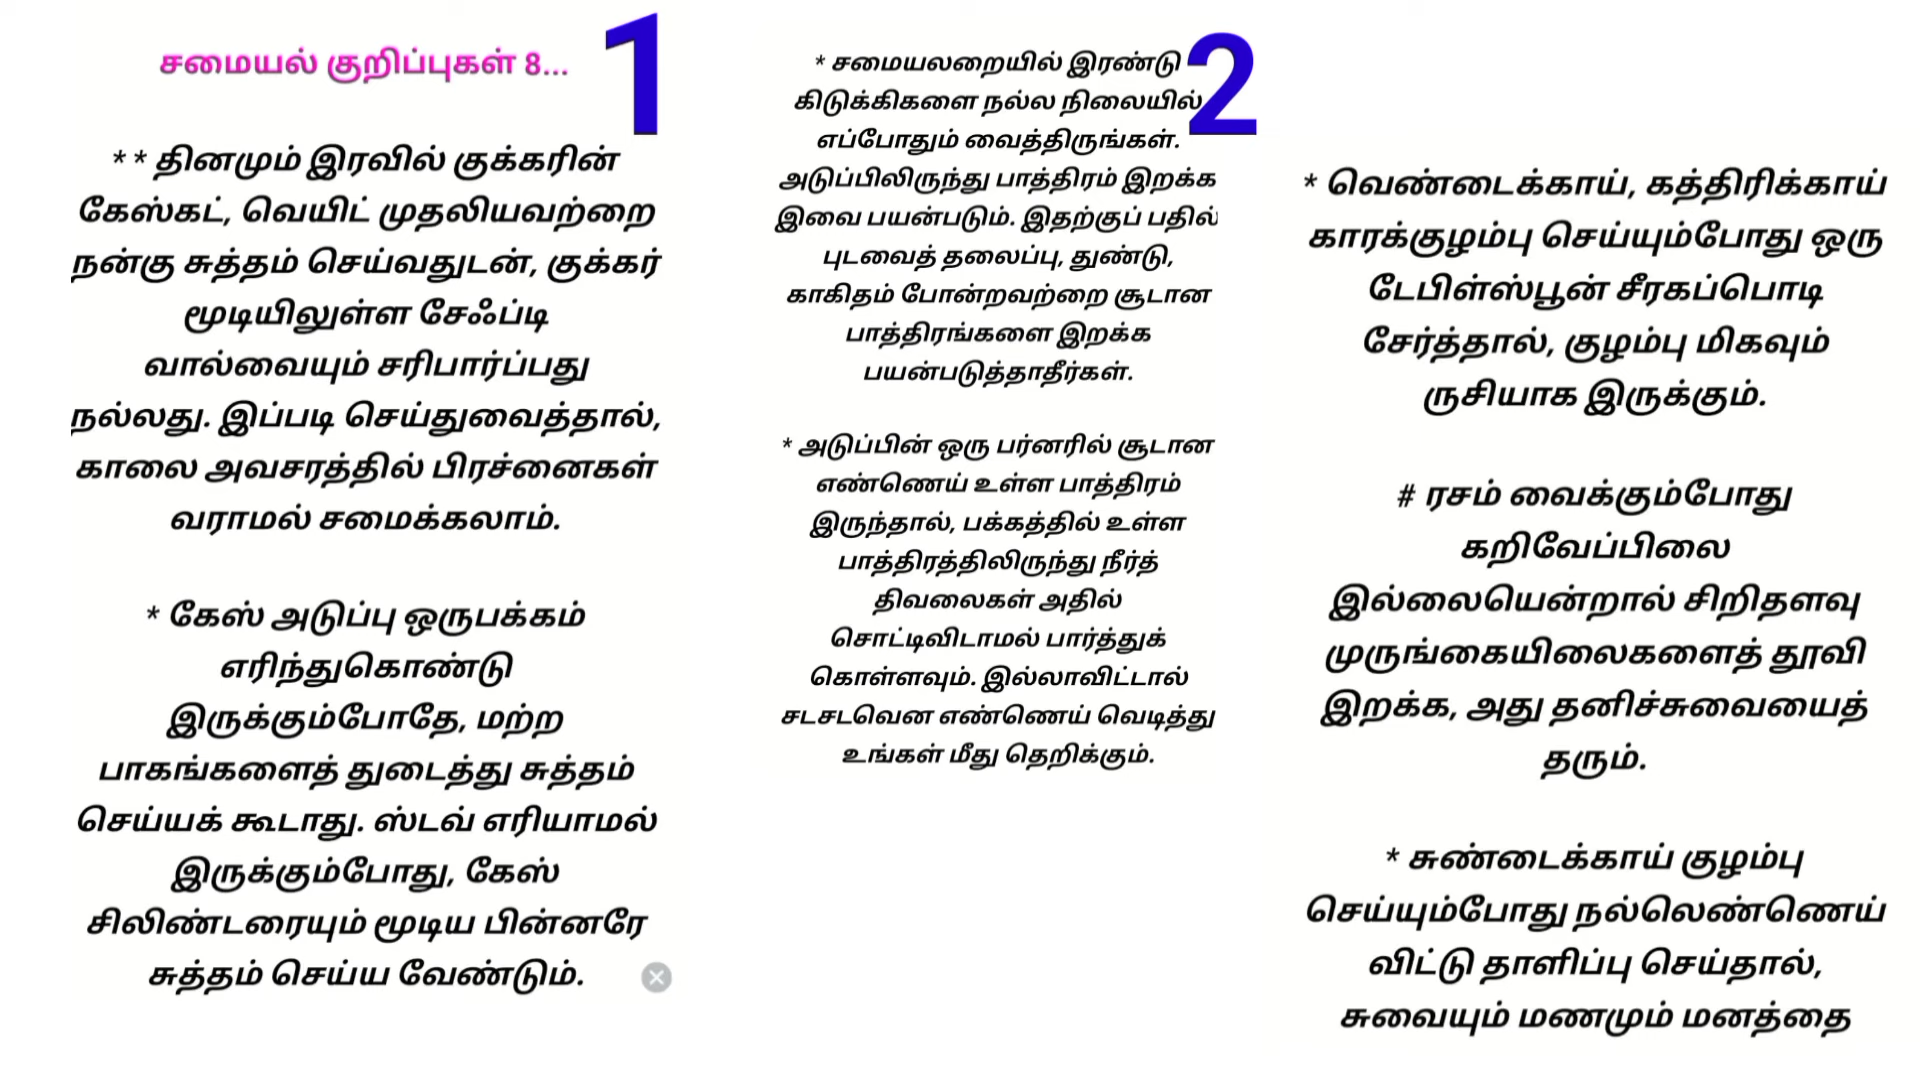 சமையல் குறிப்புகள் 8...
1
* * தினமும் இரவில் குக்கரின்
கேஸ்கட், வெயிட் முதலியவற்றை
நன்கு சுத்தம் செய்வதுடன், குக்கர்
மூடியிலுள்ள சேஃப்டி
வால்வையும் சரிபார்ப்பது
நல்லது. இப்படி செய்துவைத்தால்,
காலை அவசரத்தில் பிரச்னைகள்
வராமல் சமைக்கலாம்.
* கேஸ் அடுப்பு ஒருபக்கம்
எரிந்துகொண்டு
இருக்கும்போதே, மற்ற
பாகங்களைத் துடைத்து சுத்தம்
செய்யக் கூடாது. ஸ்டவ் எரியாமல்
இருக்கும்போது, கேஸ்
சிலிண்டரையும் மூடிய பின்னரே
சுத்தம் செய்ய வேண்டும்.
2
* சமையலறையில் இரண்டு
கிடுக்கிகளை நல்ல நிலையில்
எப்போதும் வைத்திருங்கள்.
அடுப்பிலிருந்து பாத்திரம் இறக்க
இவை பயன்படும். இதற்குப் பதில்
புடவைத் தலைப்பு, துண்டு,
காகிதம் போன்றவற்றை சூடான
பாத்திரங்களை இறக்க
பயன்படுத்தாதீர்கள்.
* அடுப்பின் ஒரு பர்னரில் சூடான
எண்ணெய் உள்ள பாத்திரம்
இருந்தால், பக்கத்தில் உள்ள
பாத்திரத்திலிருந்து நீர்த்
திவலைகள் அதில்
சொட்டிவிடாமல் பார்த்துக்
கொள்ளவும். இல்லாவிட்டால்
சடசடவென எண்ணெய் வெடித்து
உங்கள் மீது தெறிக்கும்.
* வெண்டைக்காய், கத்திரிக்காய்
காரக்குழம்பு செய்யும்போது ஒரு
டேபிள்ஸ்பூன் சீரகப்பொடி
சேர்த்தால், குழம்பு மிகவும்
ருசியாக இருக்கும்.
# ரசம் வைக்கும்போது
கறிவேப்பிலை
இல்லையென்றால் சிறிதளவு
முருங்கையிலைகளைத் தூவி
இறக்க, அது தனிச்சுவையைத்
தரும்.
* சுண்டைக்காய் குழம்பு
செய்யும்போது நல்லெண்ணெய்
விட்டு தாளிப்பு செய்தால்,
சுவையும் மணமும் மனத்தை